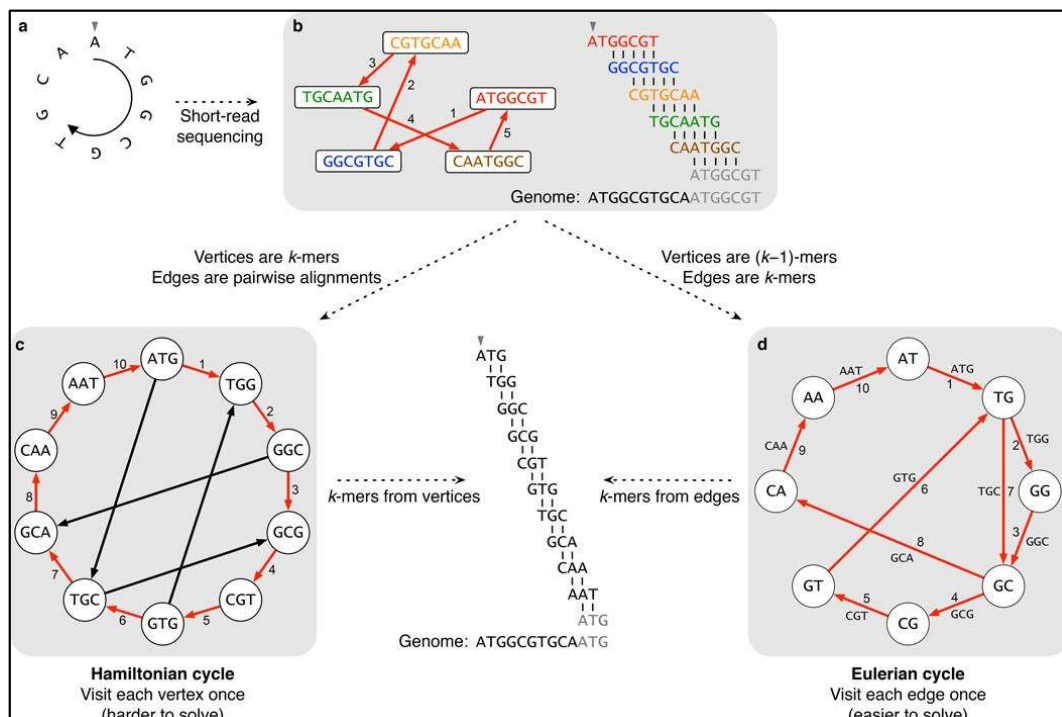 a
A
T
G
G
C
G
T
G
C
A
Short-read
sequencing
b
CGTGCAA
TGCAATG
ATGGCGT
GGCGTGC
CAATGGC
3
2
1
4
5
ATGGCGT
GGCGTGC
CGTGCAA
TGCAATG
CAATGGC
ATGGCGT
Genome: ATGGCGTGCAATGGCGT
Vertices are k-mers
Edges are pairwise alignments
Vertices are (k–1)-mers
Edges are k-mers
c
ATG
TGG
GGC
GCG
CGT
GTG
TGC
GCA
CAA
AAT
1
2
3
4
5
6
7
8
9
10
k-mers from vertices
ATG
TGG
GGC
GCG
CGT
GTG
TGC
GCA
CAA
AAT
ATG
Genome: ATGGCGTGCAATG
k-mers from edges
d
AT
TG
GG
GC
CG
GT
CA
AA
ATG
1
TGG
2
GGC
3
4
GCG
5
CGT
GTG
6
TGC 7
8
GCA
CAA
9
AAT
10
Hamiltonian cycle
Visit each vertex once
(harder to solve)
Eulerian cycle
Visit each edge once
(easier to solve)